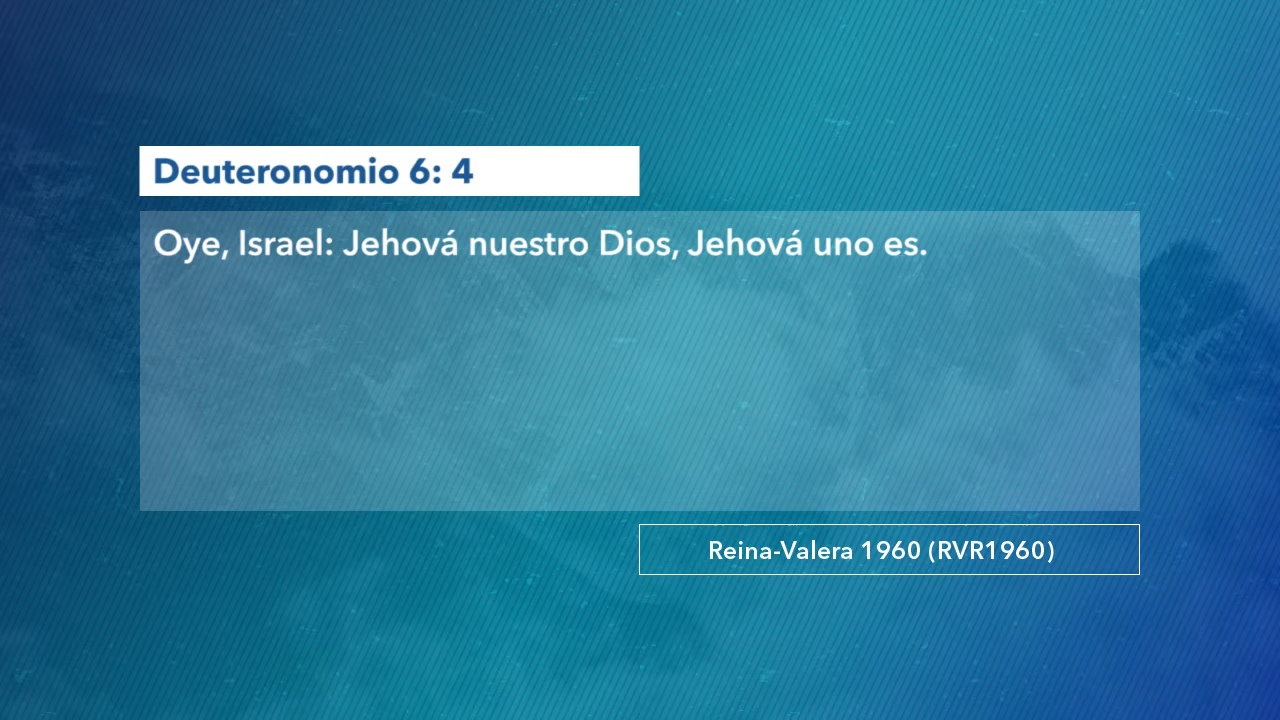 Deuteronomio 6: 4
Oye, Israel: Jehová nuestro Dios, Jehová uno es.
Reina-Valera 1960 (RVR1960)